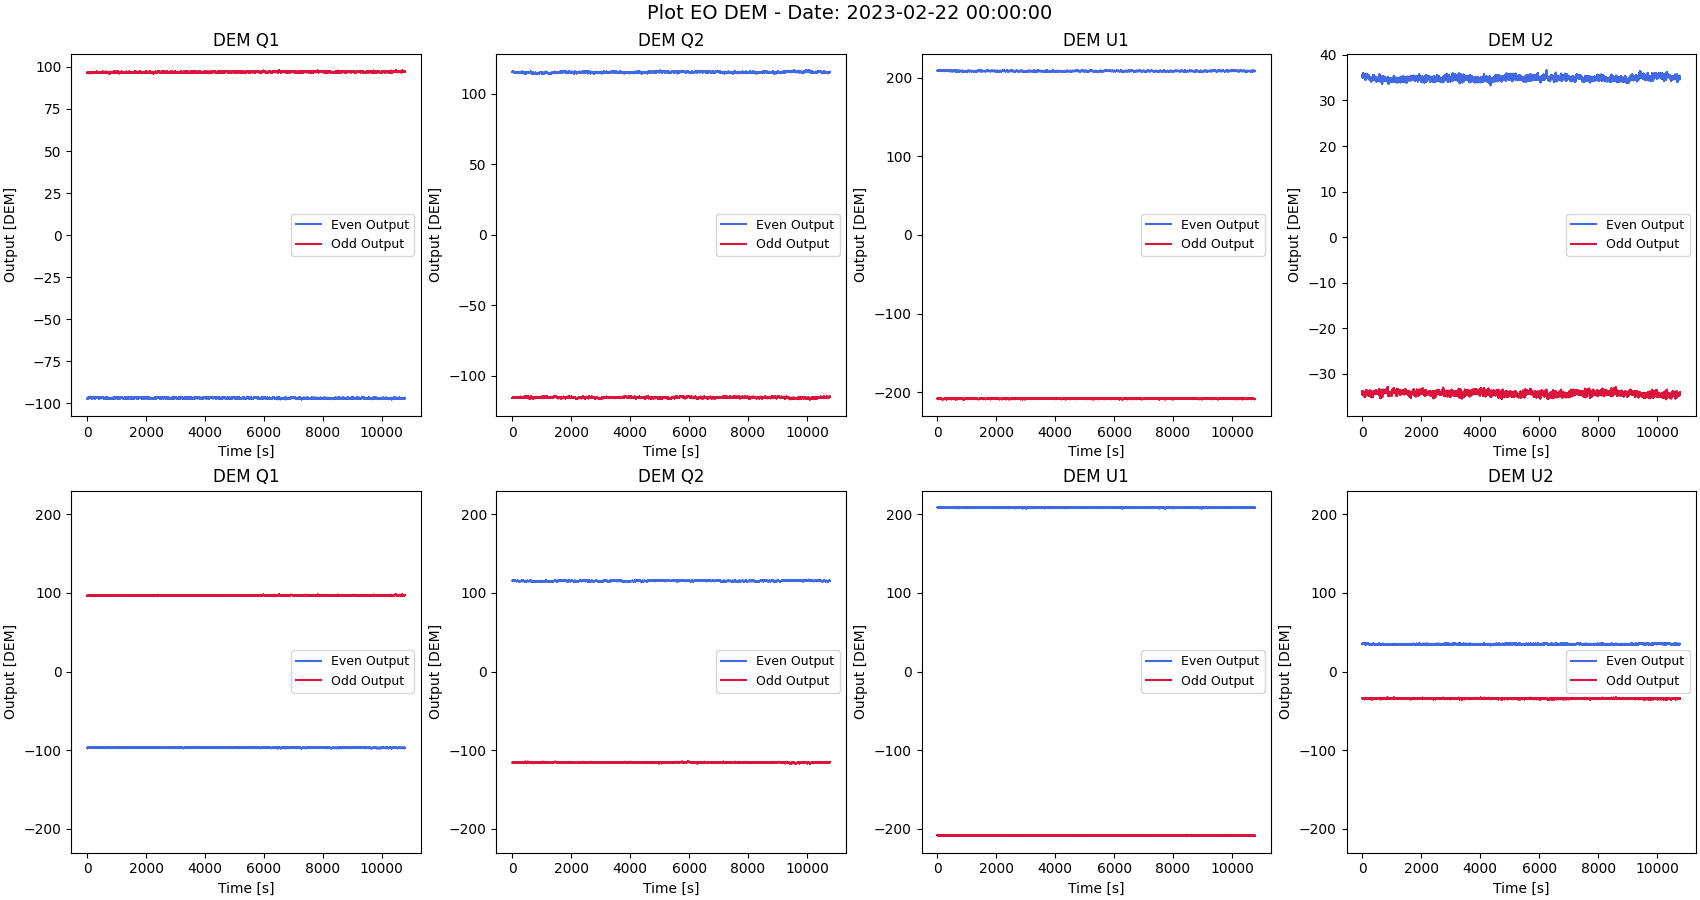 Plot EO DEM - Date: 2023-02-22 00:00:00
DEM Q1
100
75
50
25
0
−25
−50
−75
−100
Output [DEM]
0 2000 4000 6000 8000 10000
Time [s]
Even Output
Odd Output
DEM Q2
100
50
0
−50
−100
Output [DEM]
0 2000 4000 6000 8000 10000
Time [s]
Even Output
Odd Output
DEM U1
200
100
0
−100
−200
Output [DEM]
0 2000 4000 6000 8000 10000
Time [s]
Even Output
Odd Output
DEM U2
40
30
20
10
0
−10
−20
−30
Output [DEM]
0 2000 4000 6000 8000 10000
Time [s]
Even Output
Odd Output
DEM Q1
200
100
0
−100
−200
Output [DEM]
0 2000 4000 6000 8000 10000
Time [s]
Even Output
Odd Output
DEM Q2
200
100
0
−100
−200
Output [DEM]
0 2000 4000 6000 8000 10000
Time [s]
Even Output
Odd Output
DEM U1
200
100
0
−100
−200
Output [DEM]
0 2000 4000 6000 8000 10000
Time [s]
Even Output
Odd Output
DEM U2
200
100
0
−100
−200
Output [DEM]
0 2000 4000 6000 8000 10000
Time [s]
Even Output
Odd Output